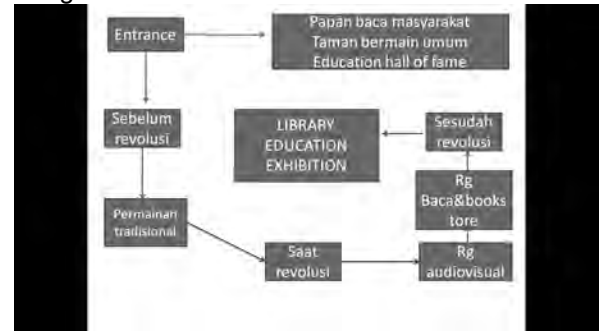 Entrance
Papan baca masyarakat
Taman bermain umum
Education hall of fame
Sebelum
revolusi
LIBRARY
EDUCATION
EXHIBITION
Sesudah
revolusi
Rg
Baca&books
tore
Permainan
tradisional
Saat
revolusi
Rg
audiovisual